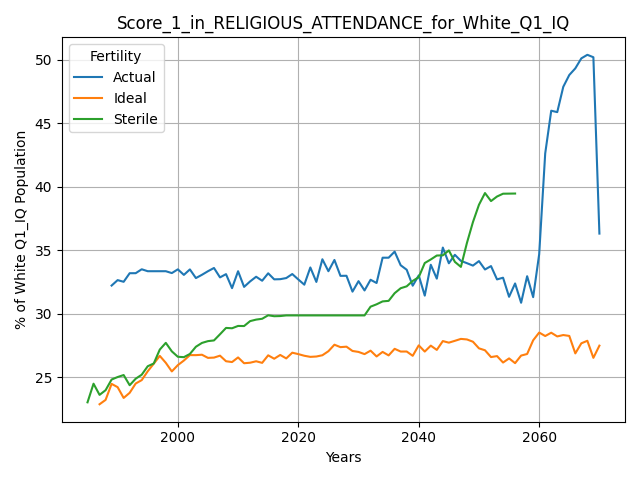 Score_1_in_RELIGIOUS_ATTENDANCE_for_White_Q1_IQ
Fertility
Actual
Ideal
Sterile
% of White Q1_IQ Population
50
45
40
35
30
25
2000
2020
2040
2060
Years